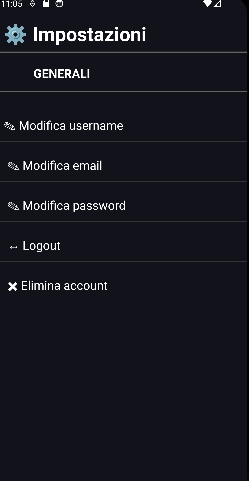 11:05
⚙️ Impostazioni
GENERALI
✎ Modifica username
✎ Modifica email
✎ Modifica password
↔ Logout
✖ Elimina account